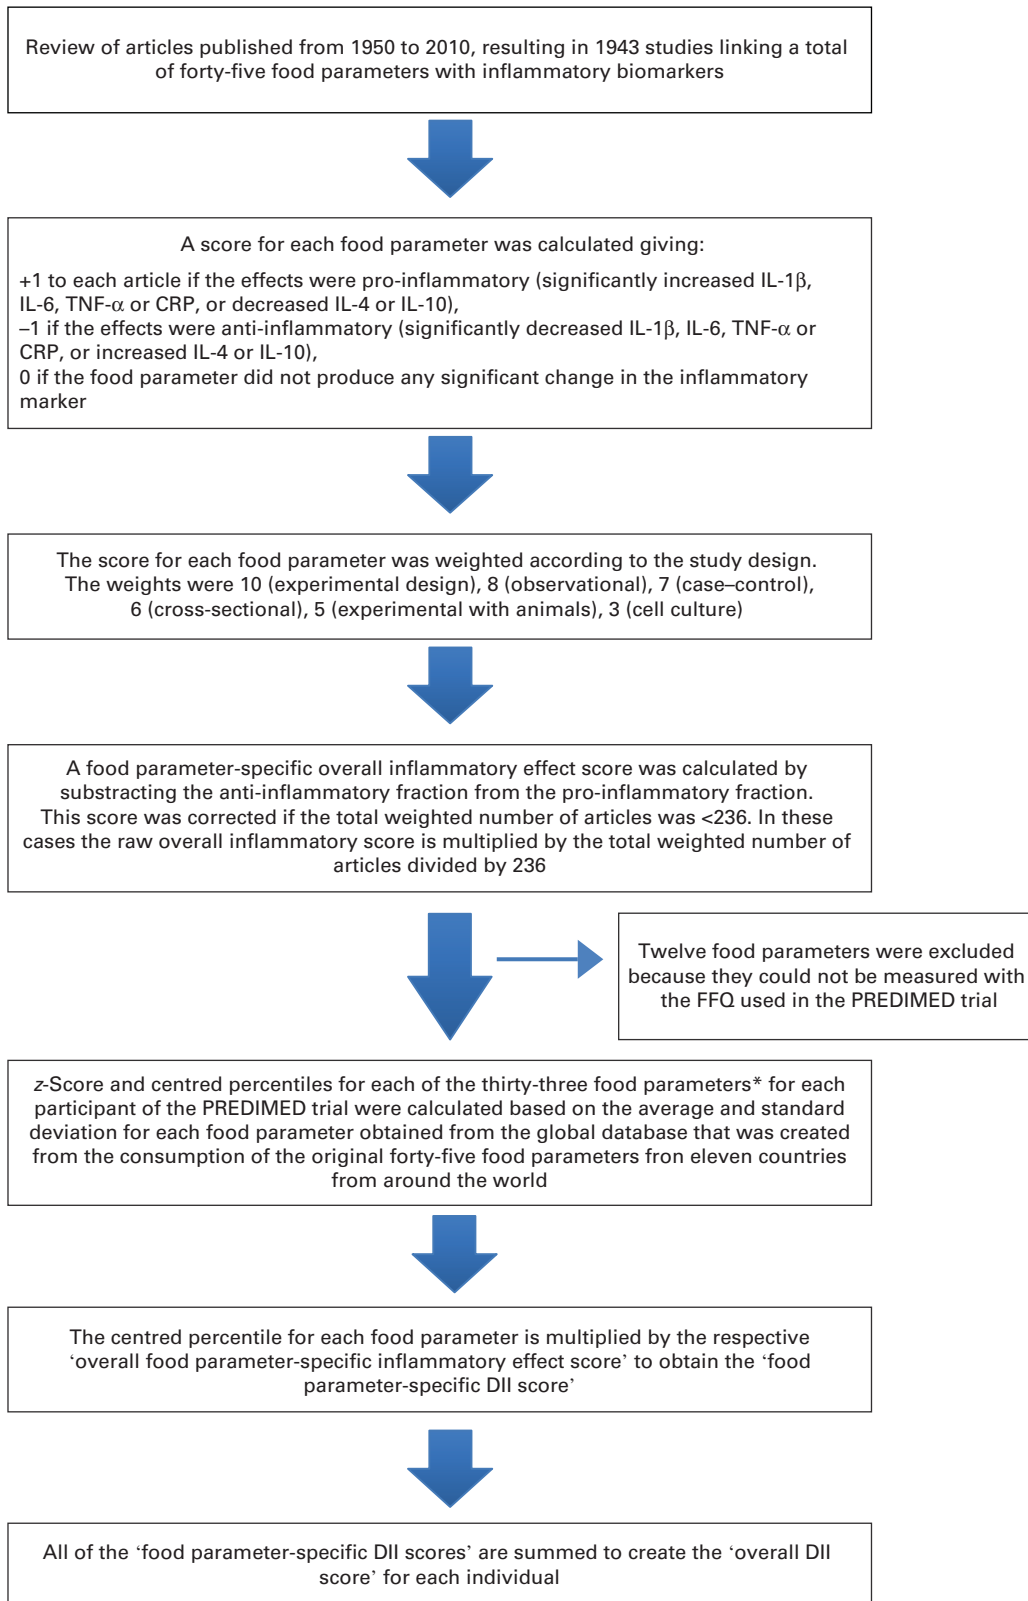 Review of articles published from 1950 to 2010, resulting in 1943 studies linking a total
of forty-five food parameters with inflammatory biomarkers
A score for each food parameter was calculated giving:
+1 to each article if the effects were pro-inflammatory (significantly increased IL-1β,
IL-6, TNF-α or CRP, or decreased IL-4 or IL-10),
–1 if the effects were anti-inflammatory (significantly decreased IL-1β, IL-6, TNF-α or
CRP, or increased IL-4 or IL-10),
0 if the food parameter did not produce any significant change in the inflammatory
marker
The score for each food parameter was weighted according to the study design.
The weights were 10 (experimental design), 8 (observational), 7 (case–control),
6 (cross-sectional), 5 (experimental with animals), 3 (cell culture)
A food parameter-specific overall inflammatory effect score was calculated by
substracting the anti-inflammatory fraction from the pro-inflammatory fraction.
This score was corrected if the total weighted number of articles was <236. In these
cases the raw overall inflammatory score is multiplied by the total weighted number of
articles divided by 236
Twelve food parameters were excluded
because they could not be measured with
the FFQ used in the PREDIMED trial
z-Score and centred percentiles for each of the thirty-three food parameters* for each
participant of the PREDIMED trial were calculated based on the average and standard
deviation for each food parameter obtained from the global database that was created
from the consumption of the original forty-five food parameters fron eleven countries
from around the world
The centred percentile for each food parameter is multiplied by the respective
‘overall food parameter-specific inflammatory effect score’ to obtain the ‘food
parameter-specific DII score’
All of the ‘food parameter-specific DII scores’ are summed to create the ‘overall DII
score’ for each individual